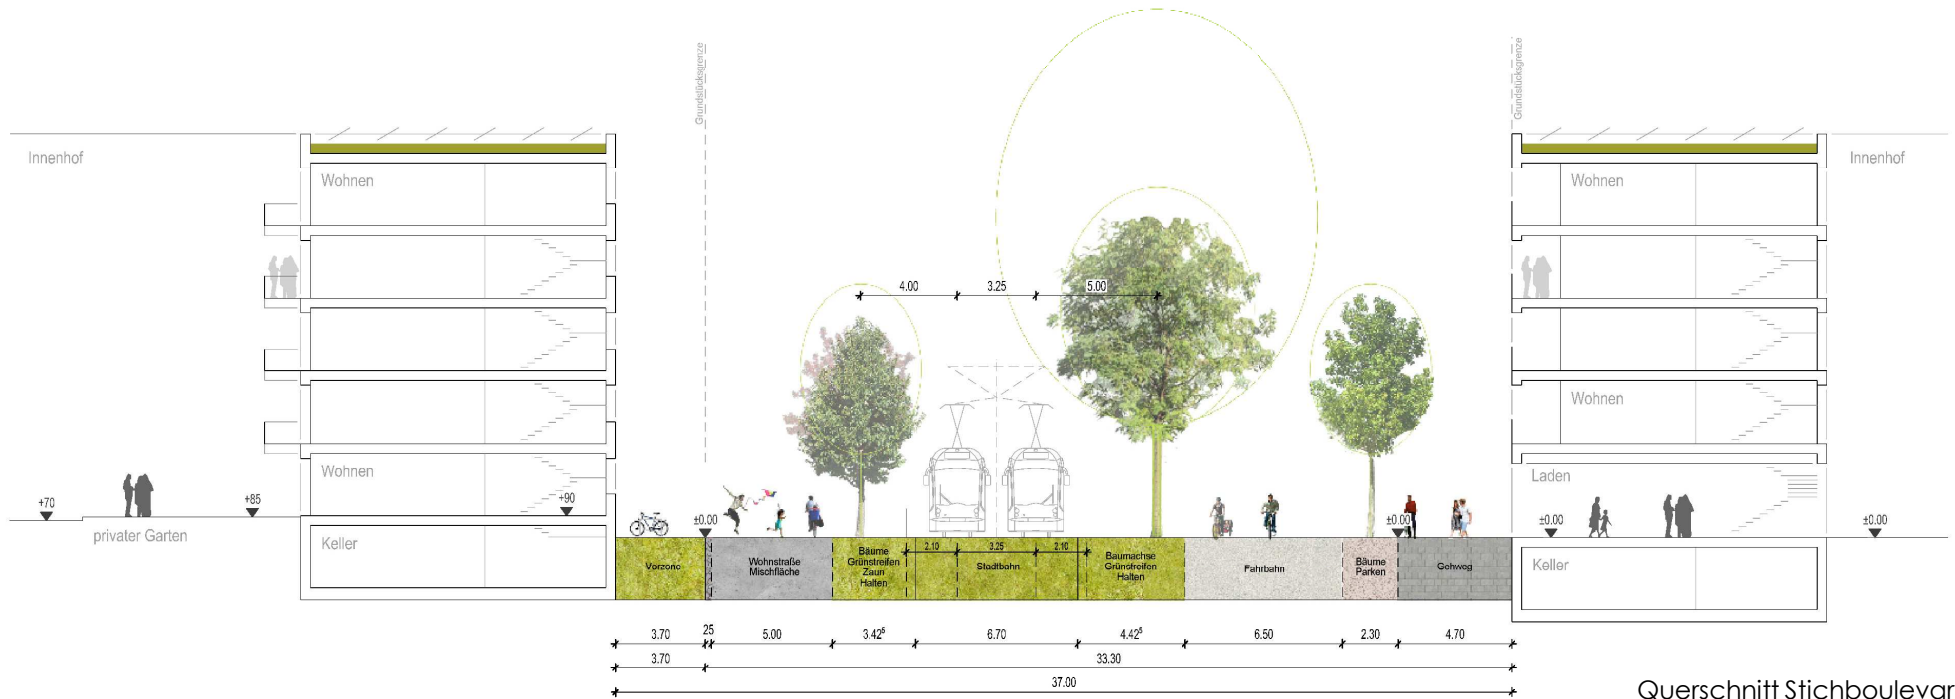 Grundstücksgrenze
Grundstücksgrenze
Innenhof
Wohnen
Wohnen
Innenhof
4.00
3.25
5.00
Wohnen
Wohnen
Laden
+70
+85
+90
±0.00
±0.00
±0.00
±0.00
privater Garten
Keller
Keller
2.10
3.25
2.10
Vorzone
Wohnstraße
Mischfläche
Bäume
Grünstreifen
Zaun
Halten
Stadtbahn
Baumachse
Grünstreifen
Halten
Fahrbahn
Bäume
Parken
Gehweg
3.70
25
5.00
3.42⁵
6.70
4.42⁵
6.50
2.30
4.70
3.70
33.30
37.00
Querschnitt Stichboulevar